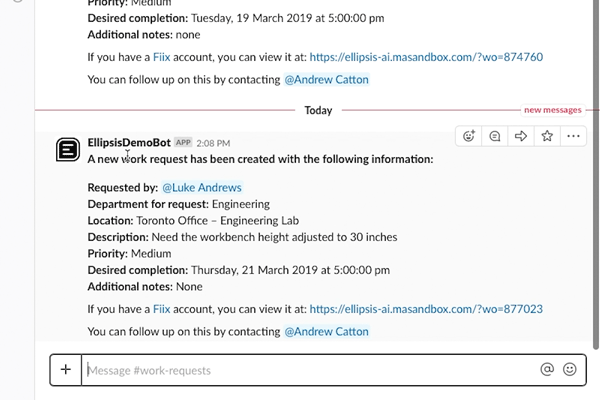 Priority: Medium
Desired completion: Tuesday, 19 March 2019 at 5:00:00 pm
Additional notes: none
If you have a Fiix account, you can view it at: https://ellipsis-ai.masandbox.com/?wo=874760
You can follow up on this by contacting @Andrew Catton
Today
new messages
EllipsisDemoBot APP 2:08 PM
A new work request has been created with the following information:
Requested by: @Luke Andrews
Department for request: Engineering
Location: Toronto Office – Engineering Lab
Description: Need the workbench height adjusted to 30 inches
Priority: Medium
Desired completion: Thursday, 21 March 2019 at 5:00:00 pm
Additional notes: None
If you have a Fiix account, you can view it at: https://ellipsis-ai.masandbox.com/?wo=877023
You can follow up on this by contacting @Andrew Catton
Message #work-requests